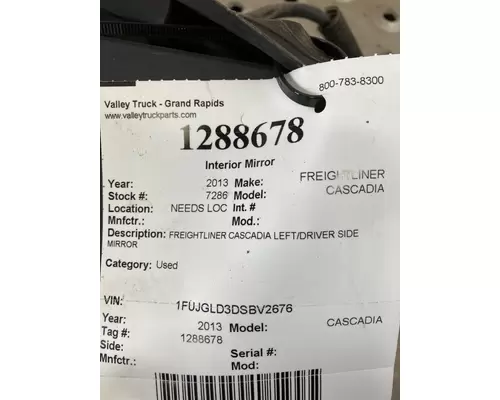 800-783-8300
Valley Truck - Grand Rapids
www.valleytruckparts.com
1288678
Interior Mirror
Year: 2013 Make: FREIGHTLINER
Stock #: 7286 Model: CASCADIA
Location: NEEDS LOC Int. #
Mnfctr.: Mod.:
Description: FREIGHTLINER CASCADIA LEFT/DRIVER SIDE
MIRROR
Category: Used
VIN: 1FUJGLD3DSBV2676
Year: 2013 Model: CASCADIA
Tag #: 1288678
Side: Serial #:
Mnfctr.: Mod: